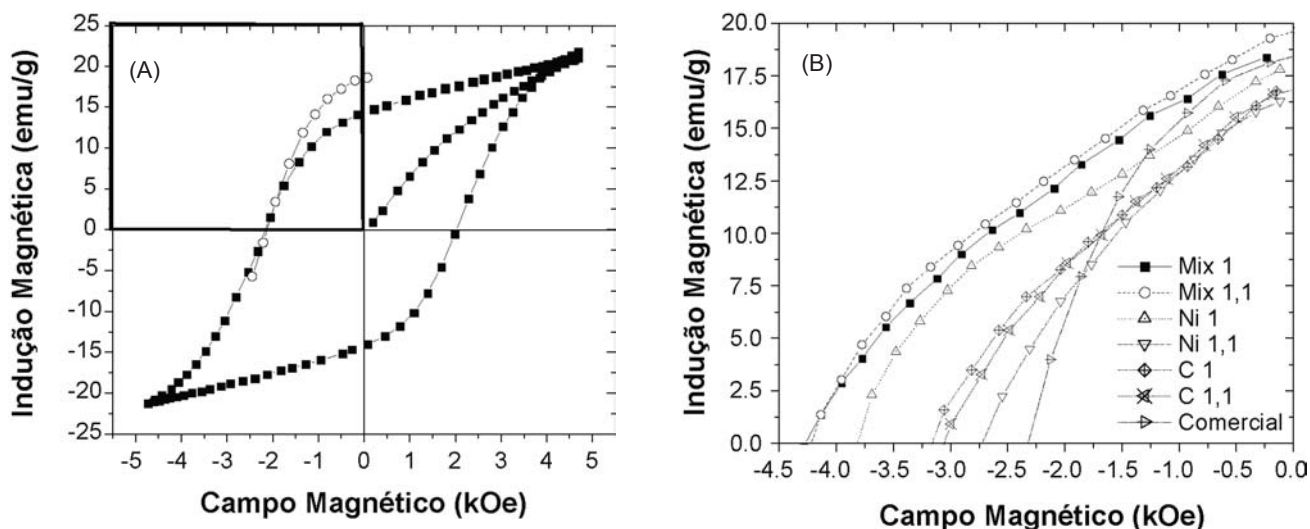 (A)
Indução Magnética (emu/g)
25
20
15
10
5
0
-5
-10
-15
-20
-25
-5 -4 -3 -2 -1 0 1 2 3 4 5
Campo Magnético (kOe)
(B)
Indução Magnética (emu/g)
20.0
17.5
15.0
12.5
10.0
7.5
5.0
2.5
0.0
Mix 1
Mix 1,1
Ni 1
Ni 1,1
C 1
C 1,1
Comercial
-4.5 -4.0 -3.5 -3.0 -2.5 -2.0 -1.5 -1.0 -0.5 0.0
Campo Magnético (kOe)